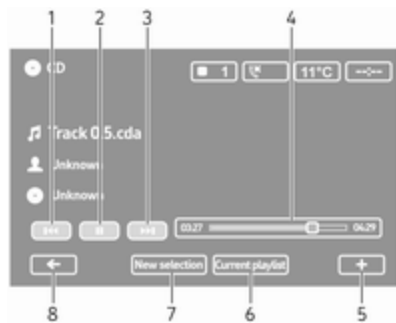 1 2 3 4
CD
1
11°C
--:--
Track 05.cda
Unknown
Unknown
03:27
04:29
New selection
Current playlist
8 7 6 5